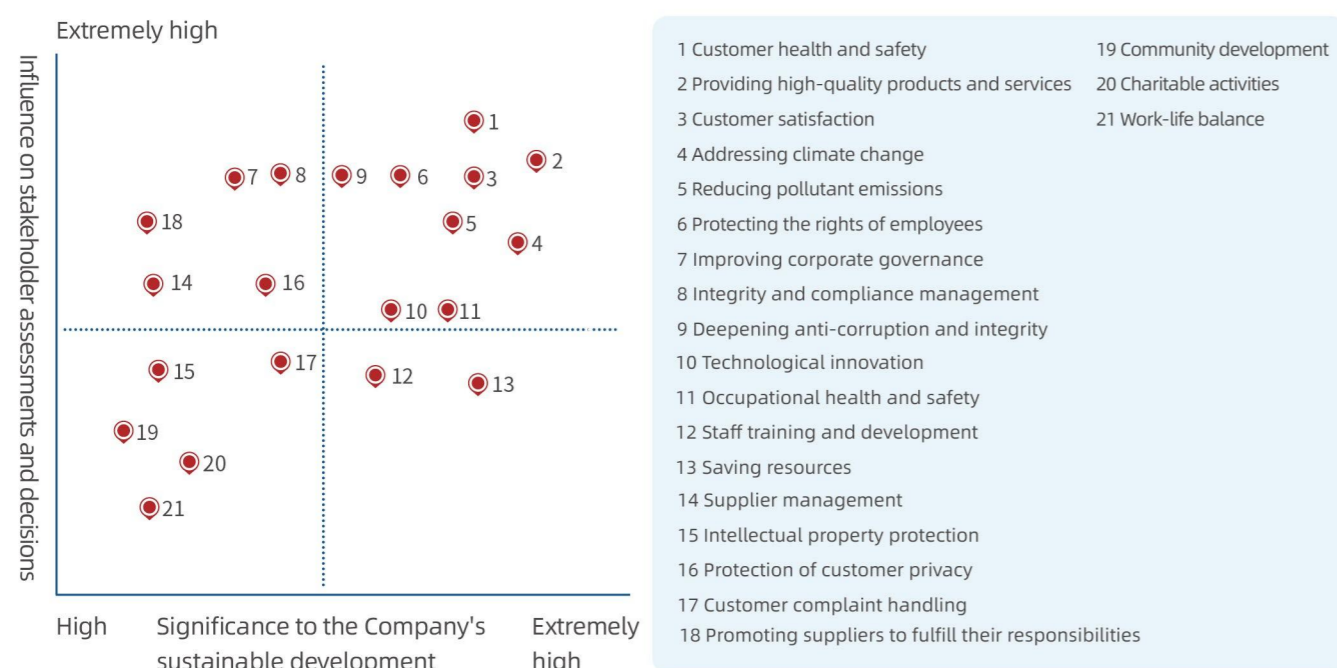 Extremely high
Influence on stakeholder assessments and decisions
1
2
7
8
9
6
3
18
5
4
14
16
10
11
15
17
12
13
19
20
21
High
Significance to the Company's
sustainable development
Extremely
high
1 Customer health and safety
2 Providing high-quality products and services
3 Customer satisfaction
4 Addressing climate change
5 Reducing pollutant emissions
6 Protecting the rights of employees
7 Improving corporate governance
8 Integrity and compliance management
9 Deepening anti-corruption and integrity
10 Technological innovation
11 Occupational health and safety
12 Staff training and development
13 Saving resources
14 Supplier management
15 Intellectual property protection
16 Protection of customer privacy
17 Customer complaint handling
18 Promoting suppliers to fulfill their responsibilities
19 Community development
20 Charitable activities
21 Work-life balance